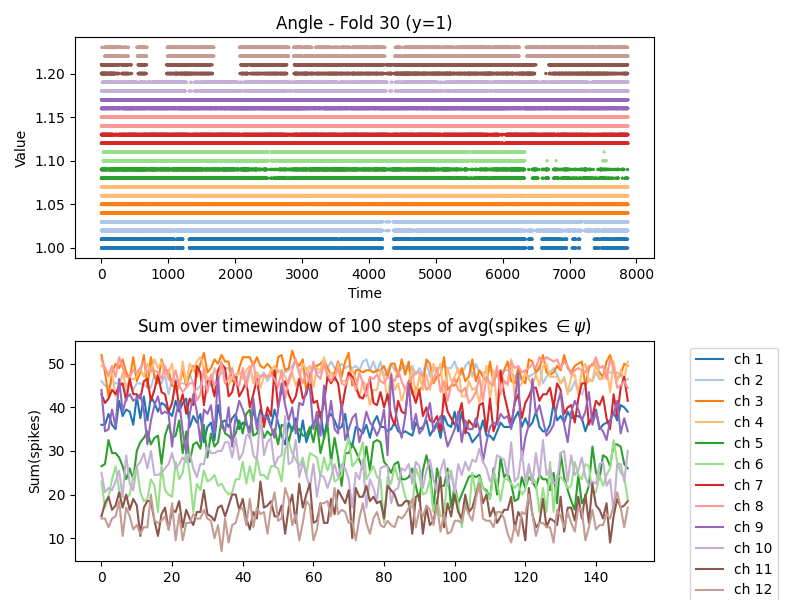 Angle - Fold 30 (y=1)
Value
1.20
1.15
1.10
1.05
1.00
0 1000 2000 3000 4000 5000 6000 7000 8000
Time
Sum over timewindow of 100 steps of avg(spikes ∈ ψ)
Sum(spikes)
50
40
30
20
10
0 20 40 60 80 100 120 140
ch 1
ch 2
ch 3
ch 4
ch 5
ch 6
ch 7
ch 8
ch 9
ch 10
ch 11
ch 12